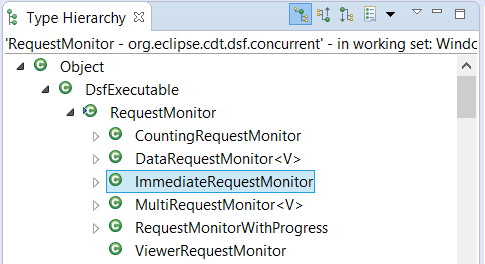 Type Hierarchy
'RequestMonitor - org.eclipse.cdt.dsf.concurrent' - in working set: Windo
Object
DsfExecutable
RequestMonitor
CountingRequestMonitor
DataRequestMonitor<V>
ImmediateRequestMonitor
MultiRequestMonitor<V>
RequestMonitorWithProgress
ViewerRequestMonitor